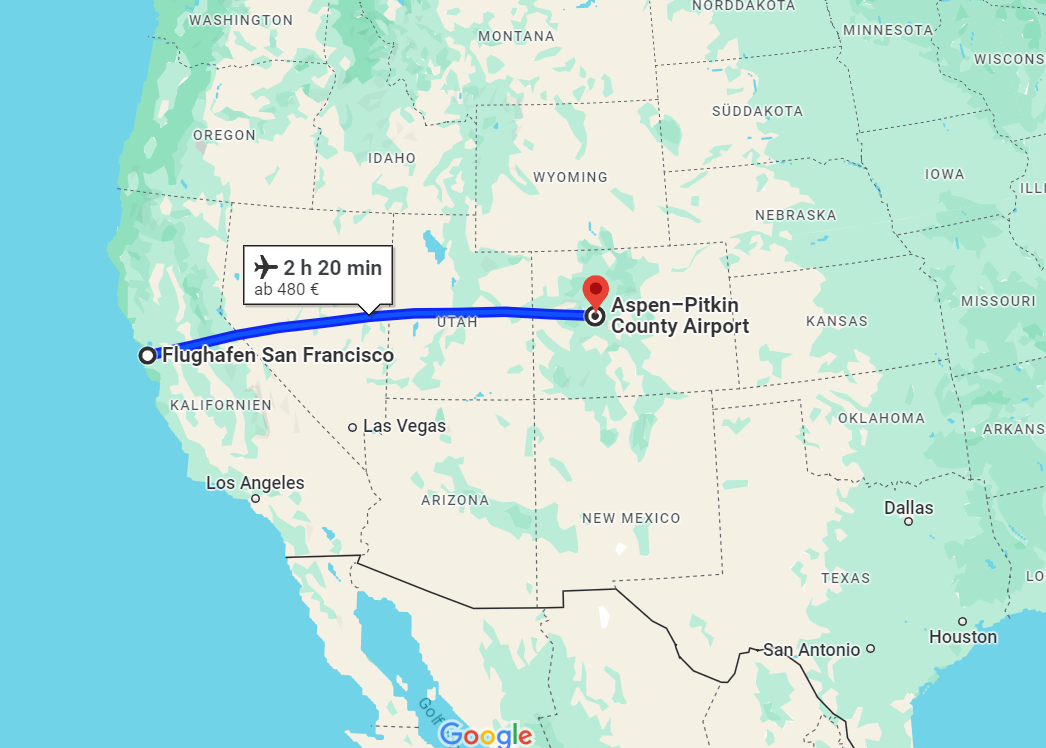 WASHINGTON
NORDDAKOTA
MONTANA
MINNESOTA
WISCONS
SÜDDAKOTA
OREGON
IDAHO
WYOMING
IOWA
ILLI
NEBRASKA
2 h 20 min
ab 480 €
MISSOURI
Aspen–Pitkin
County Airport
UTAH
KANSAS
Flughafen San Francisco
KALIFORNIEN
OKLAHOMA
Las Vegas
ARKANS
Los Angeles
ARIZONA
Dallas
NEW MEXICO
TEXAS
LO
Houston
San Antonio
Golf
Google